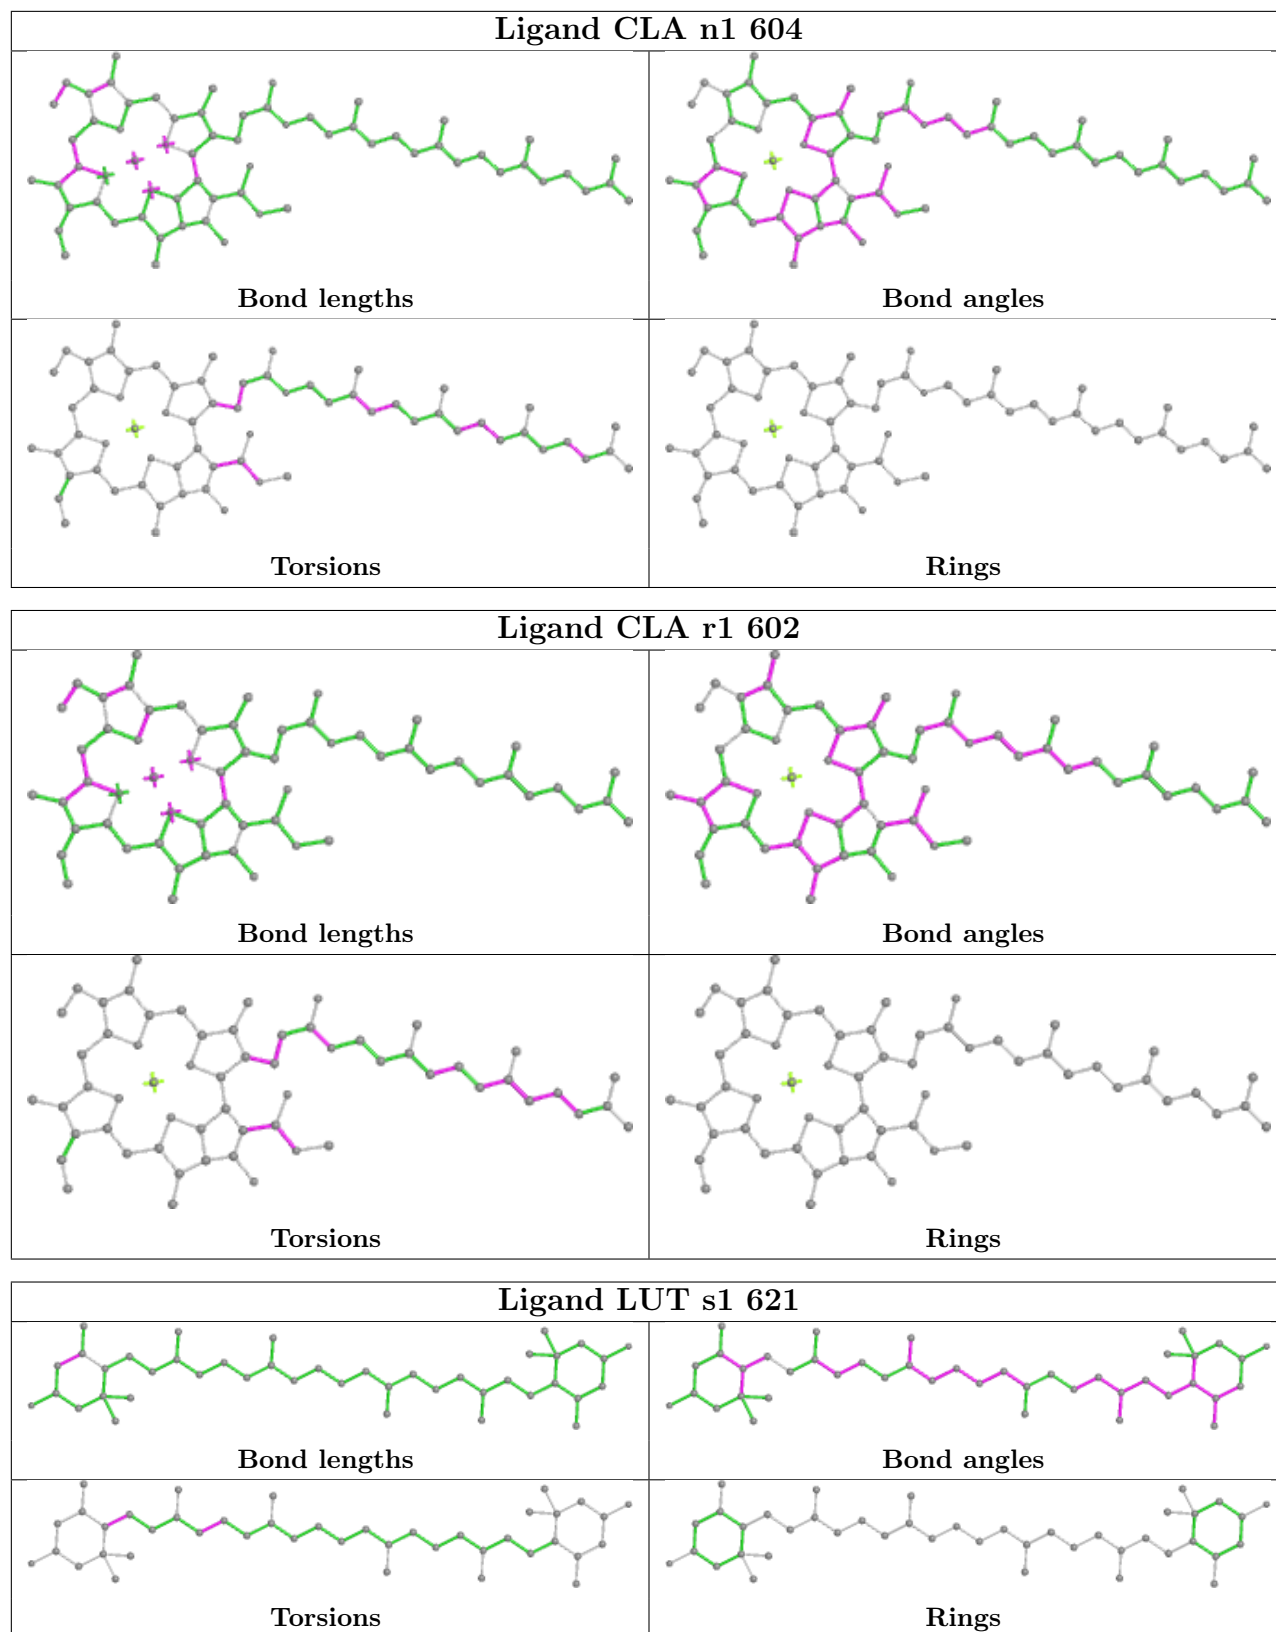 Ligand CLA n1 604
Bond lengths
Bond angles
Torsions
Rings
Ligand CLA r1 602
Bond lengths
Bond angles
Torsions
Rings
Ligand LUT s1 621
Bond lengths
Bond angles
Torsions
Rings